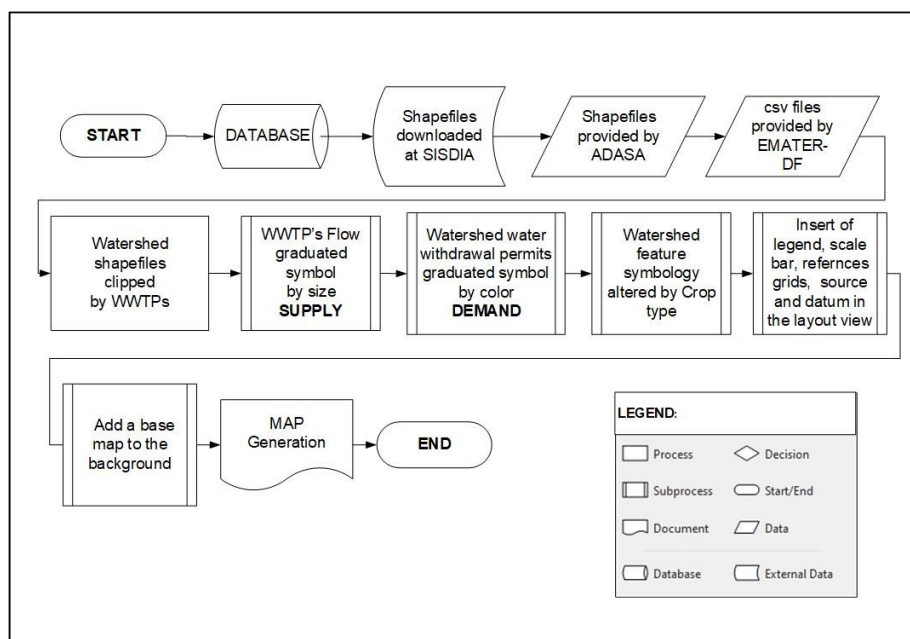 START
DATABASE
Shapefiles
downloaded
at SISDIA
Shapefiles
provided by
ADASA
csv files
provided by
EMATER-
DF
Watershed
shapefiles
clipped
by WWTPs
WWTP's Flow
graduated
symbol
by size
SUPPLY
Watershed water
withdrawal permits
graduated symbol
by color
DEMAND
Watershed
feature
symbology
altered by Crop
type
Insert of
legend, scale
bar, refernces
grids, source
and datum in
the layout view
Add a base
map to the
background
MAP
Generation
END
LEGEND:
Process
Decision
Subprocess
Start/End
Document
Data
Database
External Data